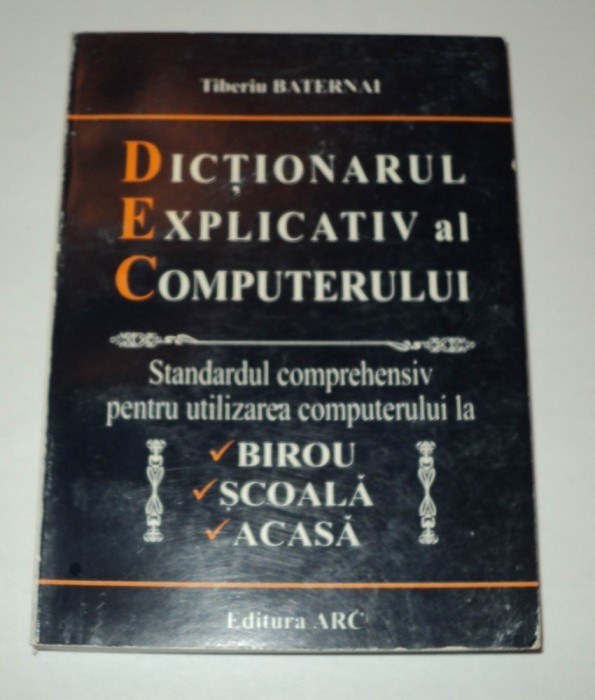 Tiberiu BATERNAI
DICȚIONARUL
EXPLICATIV al
COMPUTERULUI
Standardul comprehensiv
pentru utilizarea computerului la
✓BIROU
✓ȘCOALĂ
✓ACASĂ
Editura ARC